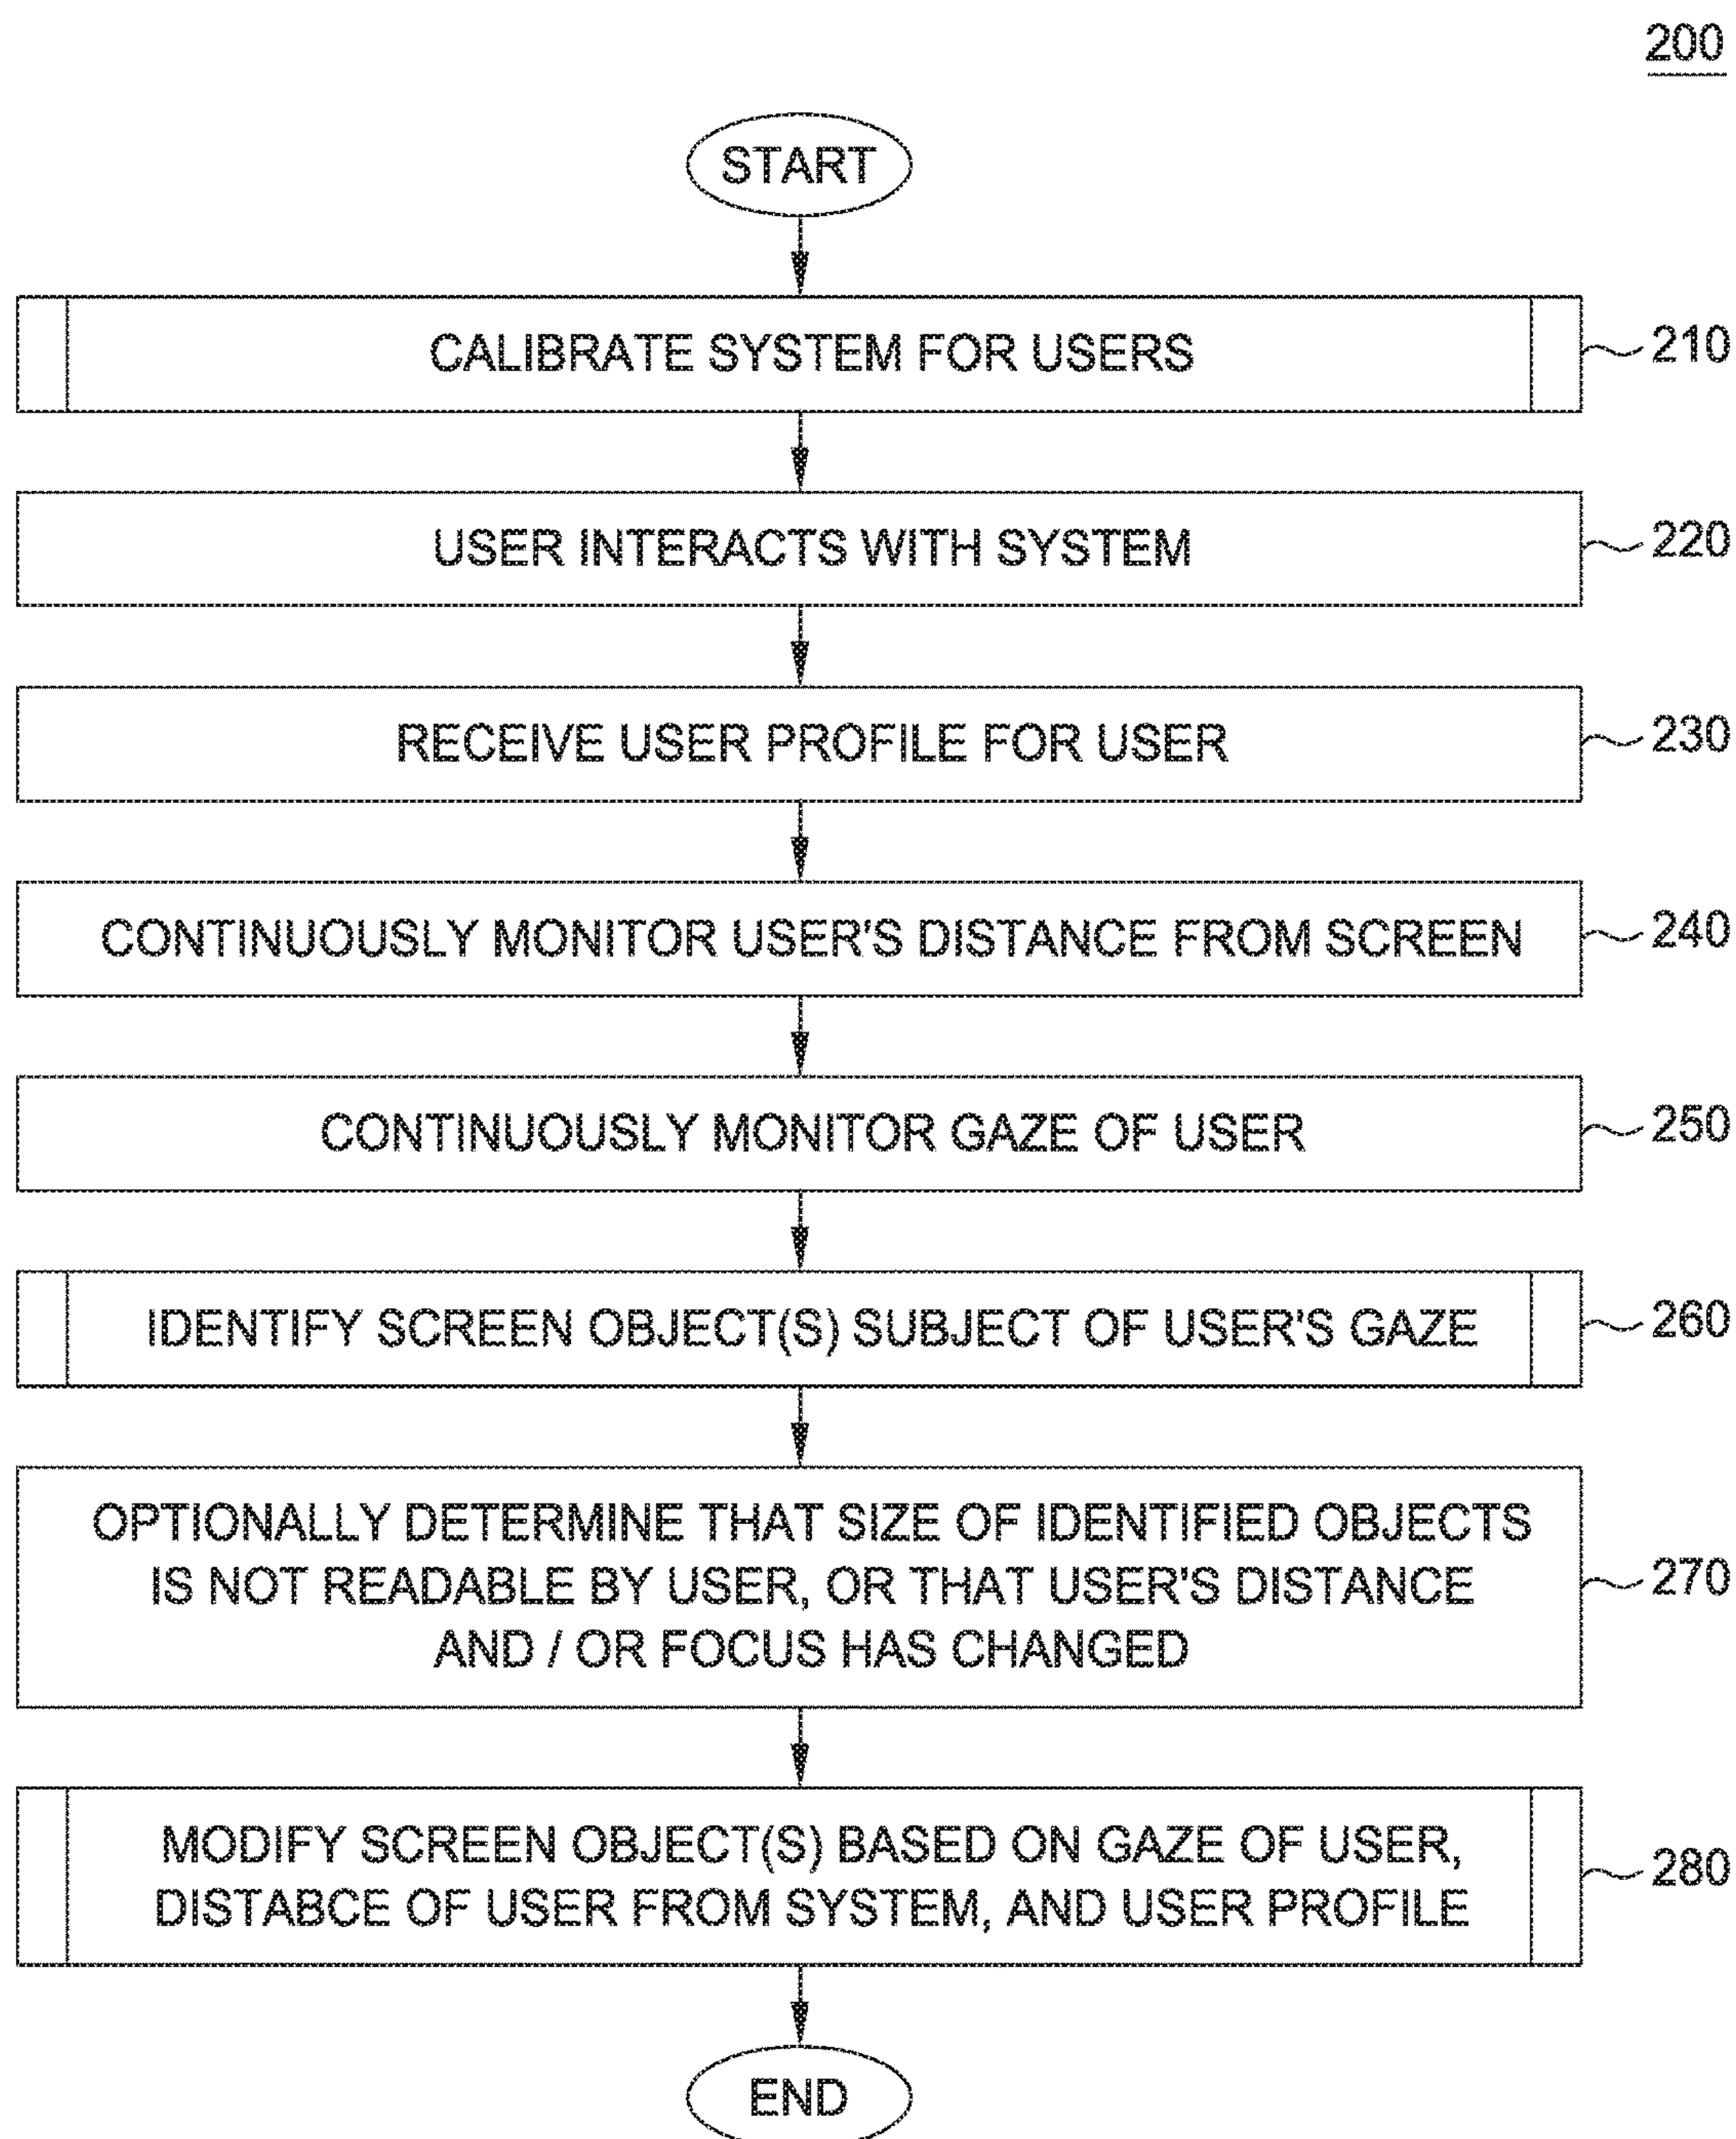 200
START
CALIBRATE SYSTEM FOR USERS
210
USER INTERACTS WITH SYSTEM
220
RECEIVE USER PROFILE FOR USER
230
CONTINUOUSLY MONITOR USER'S DISTANCE FROM SCREEN
240
CONTINUOUSLY MONITOR GAZE OF USER
250
IDENTIFY SCREEN OBJECT(S) SUBJECT OF USER'S GAZE
260
OPTIONALLY DETERMINE THAT SIZE OF IDENTIFIED OBJECTS
IS NOT READABLE BY USER, OR THAT USER'S DISTANCE
AND / OR FOCUS HAS CHANGED
270
MODIFY SCREEN OBJECT(S) BASED ON GAZE OF USER,
DISTABCE OF USER FROM SYSTEM, AND USER PROFILE
280
END